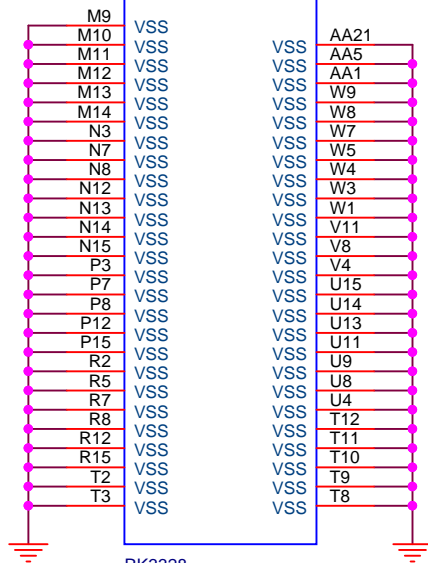 M9 VSS
M10 VSS VSS AA21
M11 VSS VSS AA5
M12 VSS VSS AA1
M13 VSS VSS W9
M14 VSS VSS W8
N3 VSS VSS W7
N7 VSS VSS W5
N8 VSS VSS W4
N12 VSS VSS W3
N13 VSS VSS W1
N14 VSS VSS V11
N15 VSS VSS V8
P3 VSS VSS V4
P7 VSS VSS U15
P8 VSS VSS U14
P12 VSS VSS U13
P15 VSS VSS U11
R2 VSS VSS U9
R5 VSS VSS U8
R7 VSS VSS U4
R8 VSS VSS T12
R12 VSS VSS T11
R15 VSS VSS T10
T2 VSS VSS T9
T3 VSS VSS T8